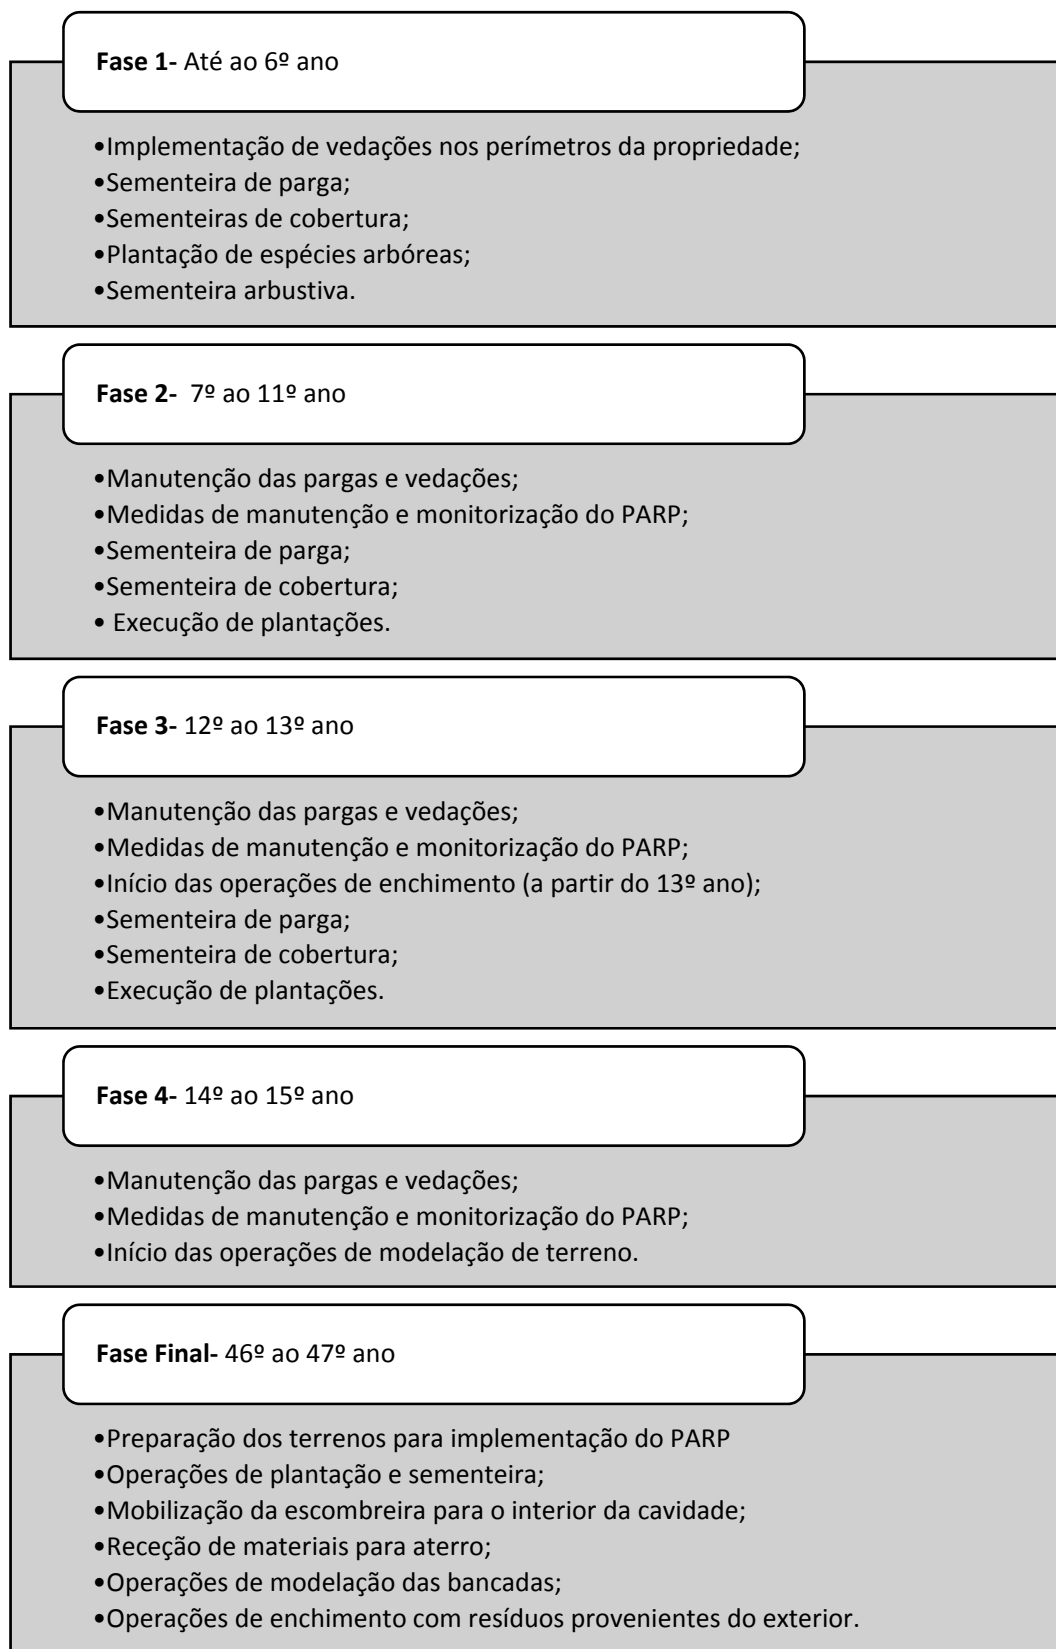 Fase 1- Até ao 6º ano
•Implementação de vedações nos perímetros da propriedade;
•Sementeira de parga;
•Sementeiras de cobertura;
•Plantação de espécies arbóreas;
•Sementeira arbustiva.
Fase 2- 7º ao 11º ano
•Manutenção das pargas e vedações;
•Medidas de manutenção e monitorização do PARP;
•Sementeira de parga;
•Sementeira de cobertura;
• Execução de plantações.
Fase 3- 12º ao 13º ano
•Manutenção das pargas e vedações;
•Medidas de manutenção e monitorização do PARP;
•Início das operações de enchimento (a partir do 13º ano);
•Sementeira de parga;
•Sementeira de cobertura;
•Execução de plantações.
Fase 4- 14º ao 15º ano
•Manutenção das pargas e vedações;
•Medidas de manutenção e monitorização do PARP;
•Início das operações de modelação de terreno.
Fase Final- 46º ao 47º ano
•Preparação dos terrenos para implementação do PARP
•Operações de plantação e sementeira;
•Mobilização da escombreira para o interior da cavidade;
•Receção de materiais para aterro;
•Operações de modelação das bancadas;
•Operações de enchimento com resíduos provenientes do exterior.